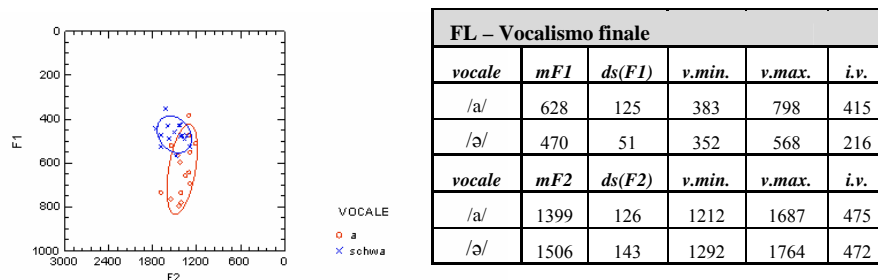 0
200
400
600
800
1000
F1
3000 2400 1800 1200 600 0
F2
VOCALE
a
schwa
FL – Vocalismo finale
vocale mF1 ds(F1) v.min. v.max. i.v.
/a/ 628 125 383 798 415
/ə/ 470 51 352 568 216
vocale mF2 ds(F2) v.min. v.max. i.v.
/a/ 1399 126 1212 1687 475
/ə/ 1506 143 1292 1764 472